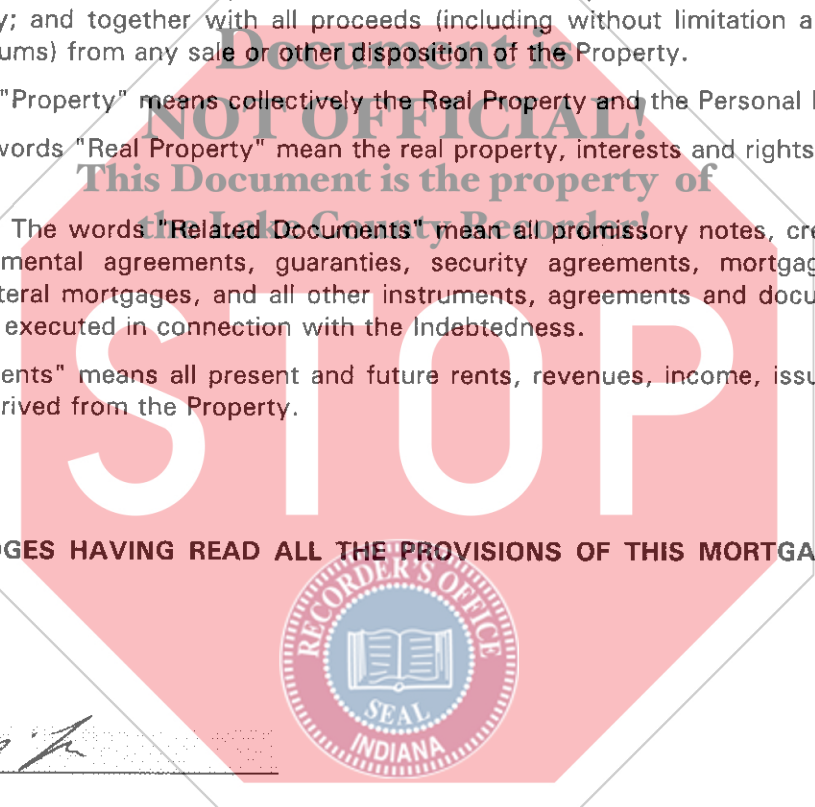 y; and together with all proceeds (including without limitation a
ums) from any sale or other disposition of the Property.
Document is
"Property" means collectively the Real Property and the Personal
NOT OFFICIAL!
words "Real Property" mean the real property, interests and rights
This Document is the property of
the Lake County Recorder!
The words "Related Documents" mean all promissory notes, cre
mental agreements, guaranties, security agreements, mortgag
teral mortgages, and all other instruments, agreements and docu
executed in connection with the Indebtedness.
ents" means all present and future rents, revenues, income, issu
rived from the Property.
STOP
GES HAVING READ ALL THE PROVISIONS OF THIS MORTGA
RECORDER'S OFFICE
SEAL
INDIANA